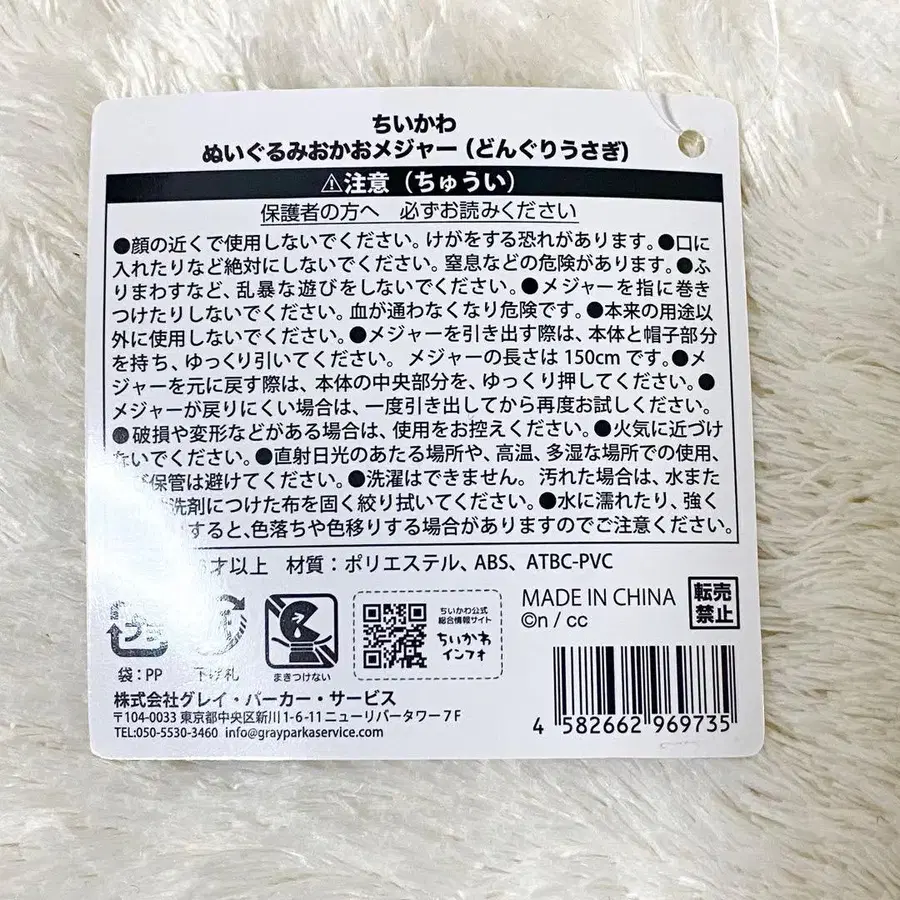 ちいかわ
ぬいぐるみおかおメジャー（どんぐりうさぎ）
⚠注意（ちゅうい）
保護者の方へ　必ずお読みください
●顔の近くで使用しないでください。けがをする恐れがあります。●口に
入れたりなど絶対にしないでください。窒息などの危険があります。●ふ
りまわすなど、乱暴な遊びをしないでください。●メジャーを指に巻き
つけたりしないでください。血が通わなくなり危険です。●本来の用途以
外に使用しないでください。●メジャーを引き出す際は、本体と帽子部分
を持ち、ゆっくり引いてください。 メジャーの長さは 150cm です。●メ
ジャーを元に戻す際は、本体の中央部分を、ゆっくり押してください。●
メジャーが戻りにくい場合は、一度引き出してから再度お試しください。
●破損や変形などがある場合は、使用をお控えください。●火気に近づけ
ないでください。●直射日光のあたる場所や、高温、多湿な場所での使用、
保管は避けてください。●洗濯はできません。 汚れた場合は、水また
洗剤につけた布を固く絞り拭いてください。●水に濡れたり、強く
すると、色落ちや色移りする場合がありますのでご注意ください。
才以上　材質：ポリエステル、ABS、ATBC-PVC
プラ
袋：PP
下げ札
まきつけない
ちいかわ公式
総合情報サイト
ちいかわ
インフォ
MADE IN CHINA
©n / cc
転売
禁止
株式会社グレイ・パーカー・サービス
〒104-0033 東京都中央区新川1-6-11ニューリバータワー７Ｆ
TEL:050-5530-3460 info@grayparkaservice.com
4 582662 969735